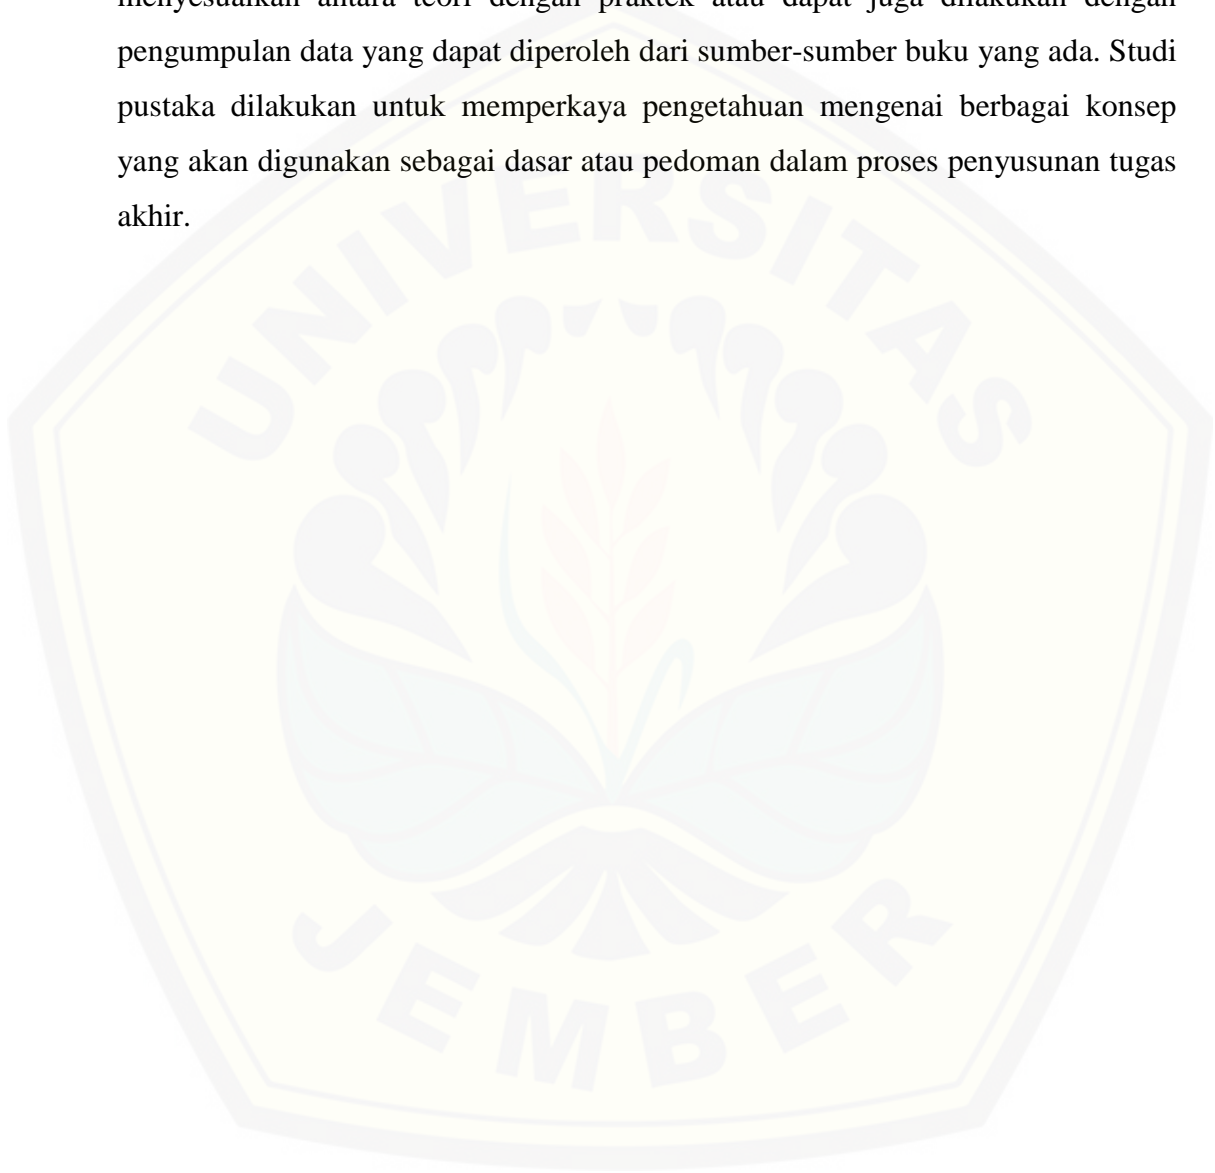 menyesuaikan antara teori dengan praktek atau dapat juga dilakukan dengan
pengumpulan data yang dapat diperoleh dari sumber-sumber buku yang ada. Studi
pustaka dilakukan untuk memperkaya pengetahuan mengenai berbagai konsep
yang akan digunakan sebagai dasar atau pedoman dalam proses penyusunan tugas
akhir.
UNIVERSITAS
JEMBER